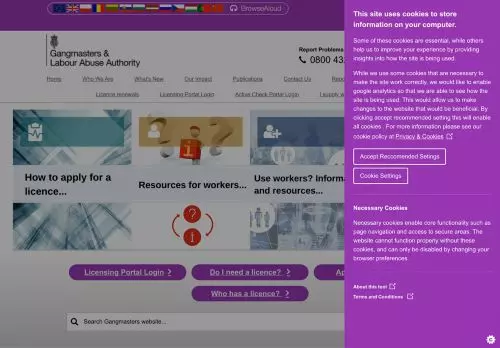 BrowseAloud
Gangmasters &
Labour Abuse Authority
Report Problems
0800 43
Home
Who We Are
What's New
Our Impact
Publications
Contact Us
Repo
Licence renewals
Licensing Portal Login
Active Check Portal Login
I supply w
How to apply for a
licence...
Resources for workers...
Use workers? Informa
and resources...
Licensing Portal Login
Do I need a licence?
Ap
Who has a licence?
Search Gangmasters website...
This site uses cookies to store
information on your computer.
Some of these cookies are essential, while others
help us to improve your experience by providing
insights into how the site is being used.
While we use some cookies that are necessary to
make the site work correctly, we would like to enable
google analytics so that we are able to see how the
site is being used. This would allow us to make
changes to the website that would be beneficial. By
clicking accept recommended setting this will enable
all cookies. For more information please see our
cookie policy at Privacy & Cookies
Accept Reccomended Setings
Cookie Settings
Necessary Cookies
Necessary cookies enable core functionality such as
page navigation and access to secure areas. The
website cannot function properly without these
cookies, and can only be disabled by changing your
browser preferences.
About this tool
Terms and Conditions